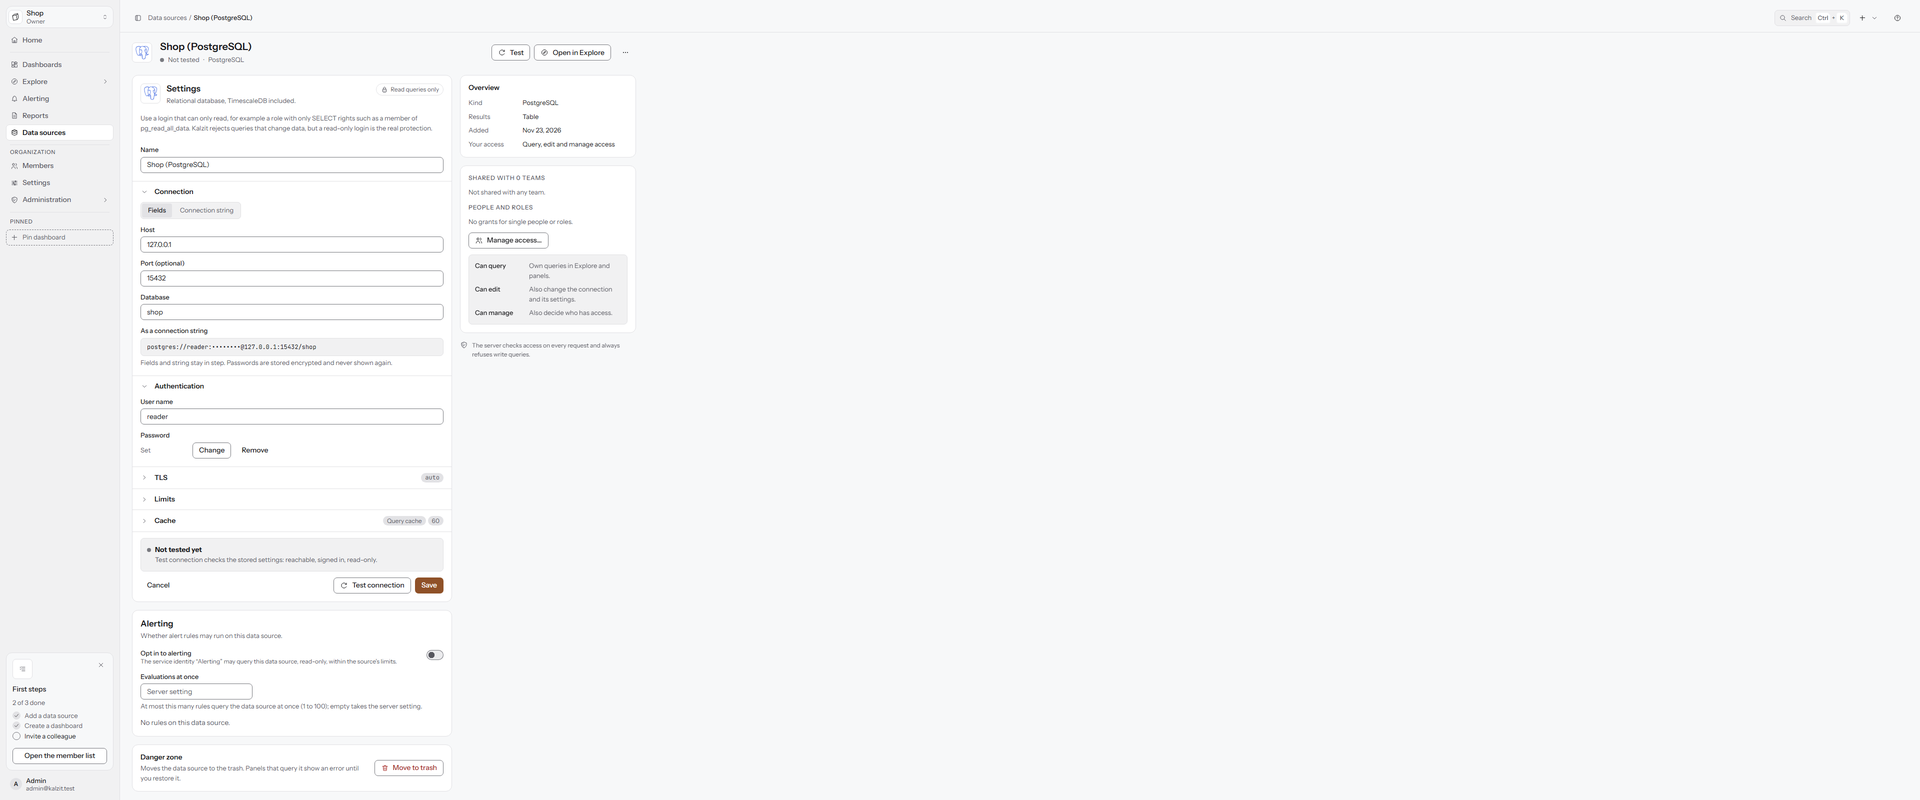 Shop
Owner
Home
Dashboards
Explore
Alerting
Reports
Data sources
ORGANIZATION
Members
Settings
Administration
PINNED
Pin dashboard
First steps
2 of 3 done
Add a data source
Create a dashboard
Invite a colleague
Open the member list
A
Admin
admin@kalzit.test
Data sources / Shop (PostgreSQL)
Search Ctrl + K
Shop (PostgreSQL)
Not tested · PostgreSQL
Test
Open in Explore
Settings
Relational database, TimescaleDB included.
Read queries only
Use a login that can only read, for example a role with only SELECT rights such as a member of
pg_read_all_data. Kalzit rejects queries that change data, but a read-only login is the real protection.
Name
Shop (PostgreSQL)
Connection
Fields
Connection string
Host
127.0.0.1
Port (optional)
15432
Database
shop
As a connection string
postgres://reader:••••••••@127.0.0.1:15432/shop
Fields and string stay in step. Passwords are stored encrypted and never shown again.
Authentication
User name
reader
Password
Set
Change
Remove
TLS
auto
Limits
Cache
Query cache
60
Not tested yet
Test connection checks the stored settings: reachable, signed in, read-only.
Cancel
Test connection
Save
Alerting
Whether alert rules may run on this data source.
Opt in to alerting
The service identity "Alerting" may query this data source, read-only, within the source's limits.
Evaluations at once
Server setting
At most this many rules query the data source at once (1 to 100); empty takes the server setting.
No rules on this data source.
Danger zone
Moves the data source to the trash. Panels that query it show an error until
you restore it.
Move to trash
Overview
Kind PostgreSQL
Results Table
Added Nov 23, 2026
Your access Query, edit and manage access
SHARED WITH 0 TEAMS
Not shared with any team.
PEOPLE AND ROLES
No grants for single people or roles.
Manage access...
Can query Own queries in Explore and
panels.
Can edit Also change the connection
and its settings.
Can manage Also decide who has access.
The server checks access on every request and always
refuses write queries.